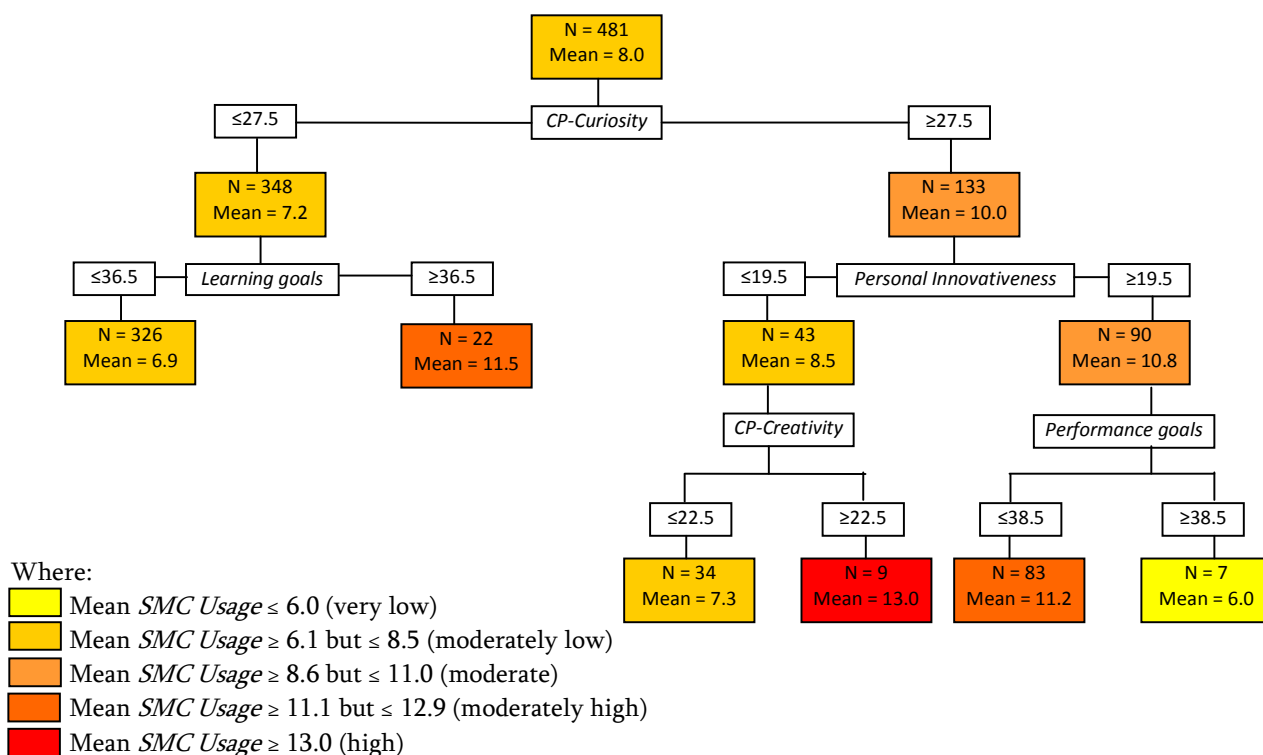 N = 481
Mean = 8.0
≤27.5
CP-Curiosity
≥27.5
N = 348
Mean = 7.2
N = 133
Mean = 10.0
≤36.5
Learning goals
≥36.5
≤19.5
Personal Innovativeness
≥19.5
N = 326
Mean = 6.9
N = 22
Mean = 11.5
N = 43
Mean = 8.5
N = 90
Mean = 10.8
CP-Creativity
Performance goals
≤22.5
≥22.5
≤38.5
≥38.5
N = 34
Mean = 7.3
N = 9
Mean = 13.0
N = 83
Mean = 11.2
N = 7
Mean = 6.0
Where:
Mean SMC Usage ≤ 6.0 (very low)
Mean SMC Usage ≥ 6.1 but ≤ 8.5 (moderately low)
Mean SMC Usage ≥ 8.6 but ≤ 11.0 (moderate)
Mean SMC Usage ≥ 11.1 but ≤ 12.9 (moderately high)
Mean SMC Usage ≥ 13.0 (high)